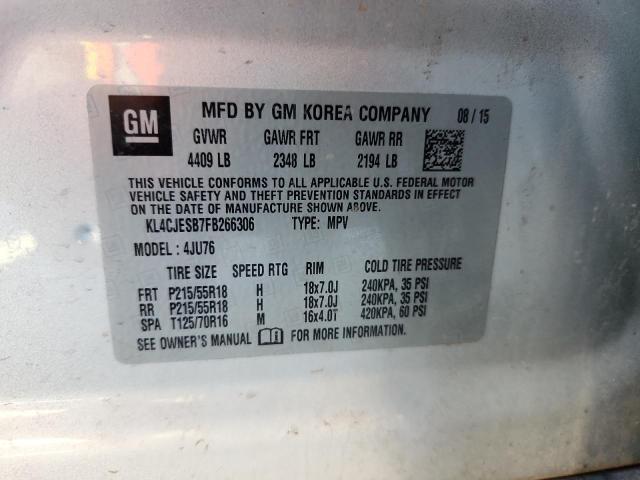 GM
MFD BY GM KOREA COMPANY 08 / 15
GVWR GAWR FRT GAWR RR
4409 LB 2348 LB 2194 LB
THIS VEHICLE CONFORMS TO ALL APPLICABLE U.S. FEDERAL MOTOR
VEHICLE SAFETY AND THEFT PREVENTION STANDARDS IN EFFECT
ON THE DATE OF MANUFACTURE SHOWN ABOVE.
KL4CJESB7FB266306 TYPE: MPV
MODEL : 4JU76
TIRE SIZE SPEED RTG RIM COLD TIRE PRESSURE
FRT P215/55R18 H 18x7.0J 240KPA, 35 PSI
RR P215/55R18 H 18x7.0J 240KPA, 35 PSI
SPA T125/70R16 M 16x4.0T 420KPA, 60 PSI
SEE OWNER'S MANUAL FOR MORE INFORMATION.